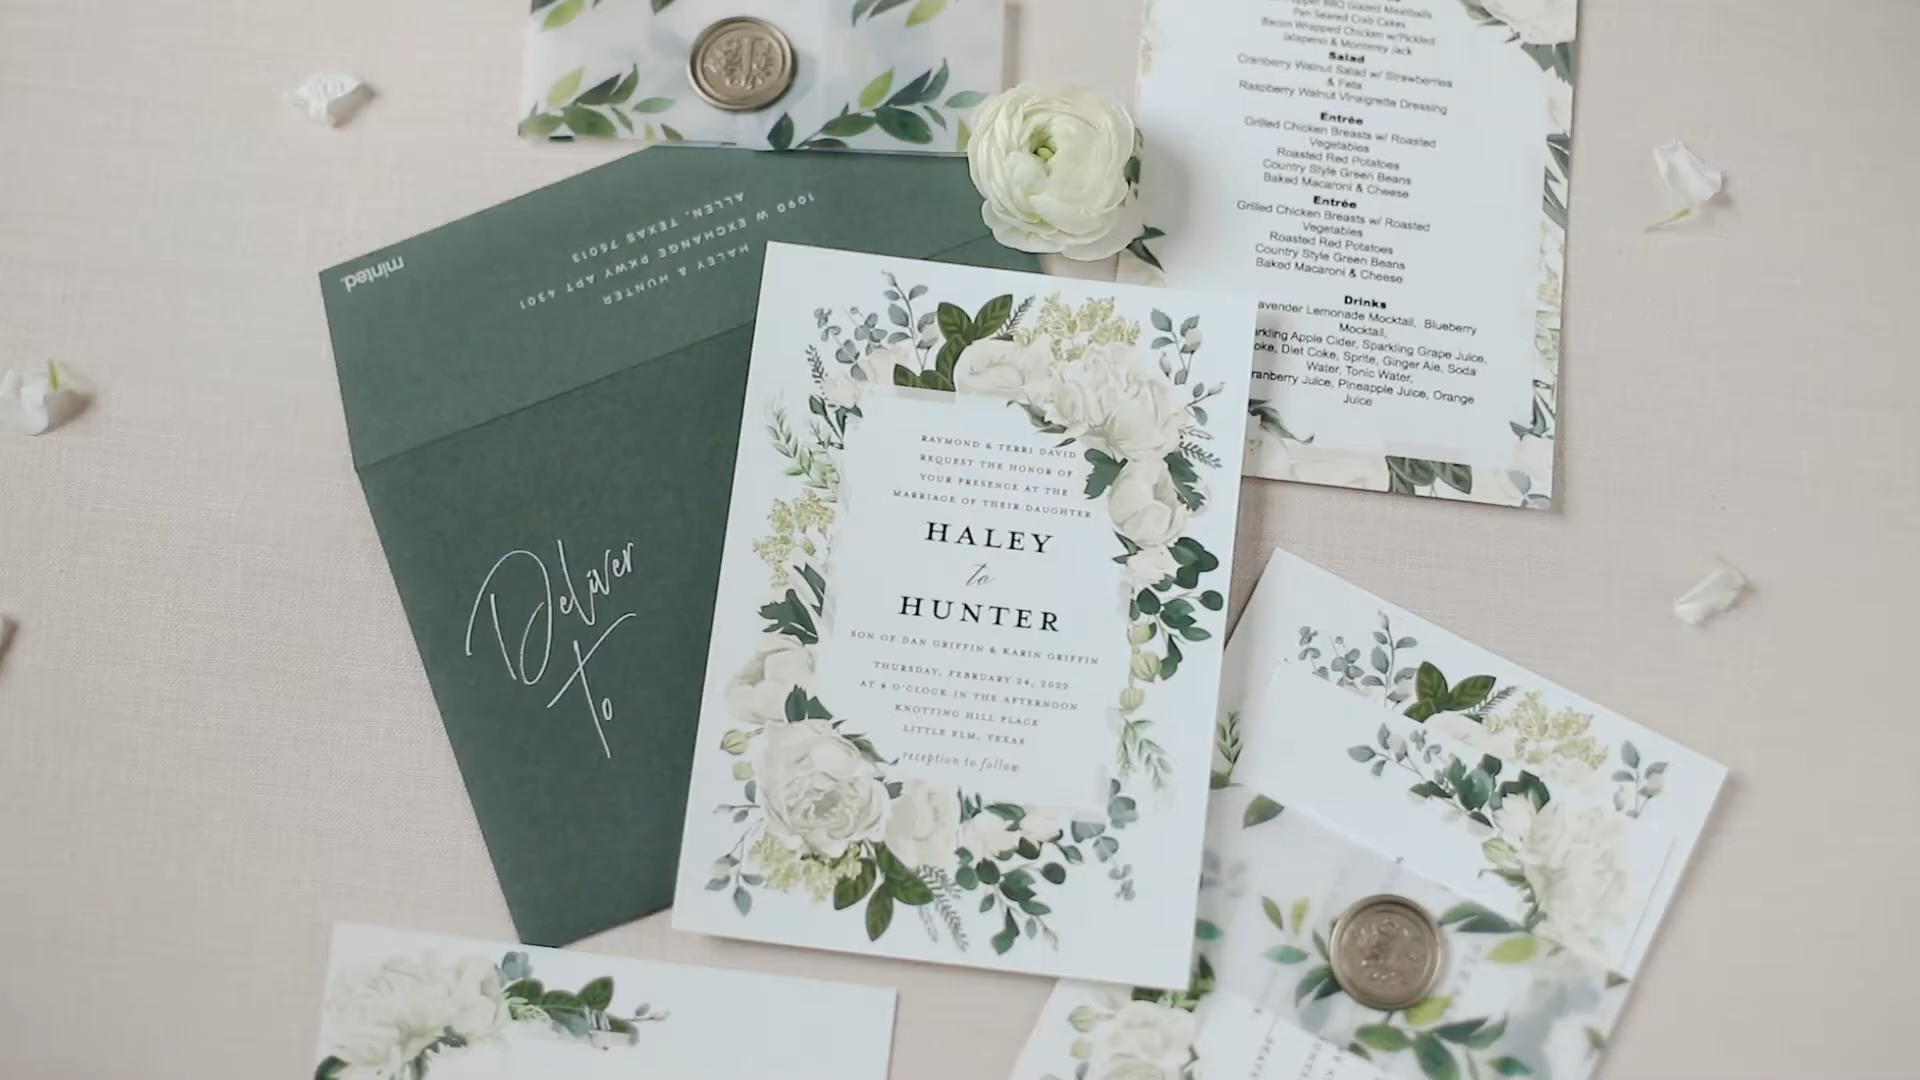 BBQ Glazed Meatballs
Pan Seared Crab Cakes
Bacon Wrapped Chicken w/Pickled
Jalapeno & Monterey Jack
Salad
Cranberry Walnut Salad w/ Strawberries
& Feta
Raspberry Walnut Vinaigrette Dressing
Entrée
Grilled Chicken Breasts w/ Roasted
Vegetables
Roasted Red Potatoes
Country Style Green Beans
Baked Macaroni & Cheese
Entrée
Grilled Chicken Breasts w/ Roasted
Vegetables
Roasted Red Potatoes
Country Style Green Beans
Baked Macaroni & Cheese
Drinks
avender Lemonade Mocktail, Blueberry
Mocktail,
rkling Apple Cider, Sparkling Grape Juice,
oke, Diet Coke, Sprite, Ginger Ale, Soda
Water, Tonic Water,
ranberry Juice, Pineapple Juice, Orange
Juice
minted.
HALEY & HUNTER
1090 W EXCHANGE PKWY APT 4301
ALLEN, TEXAS 75013
Deliver
To
RAYMOND & TERRI DAVID
REQUEST THE HONOR OF
YOUR PRESENCE AT THE
MARRIAGE OF THEIR DAUGHTER
HALEY
to
HUNTER
SON OF DAN GRIFFIN & KARIN GRIFFIN
THURSDAY, FEBRUARY 24, 2022
AT 4 O'CLOCK IN THE AFTERNOON
KNOTTING HILL PLACE
LITTLE ELM, TEXAS
reception to follow